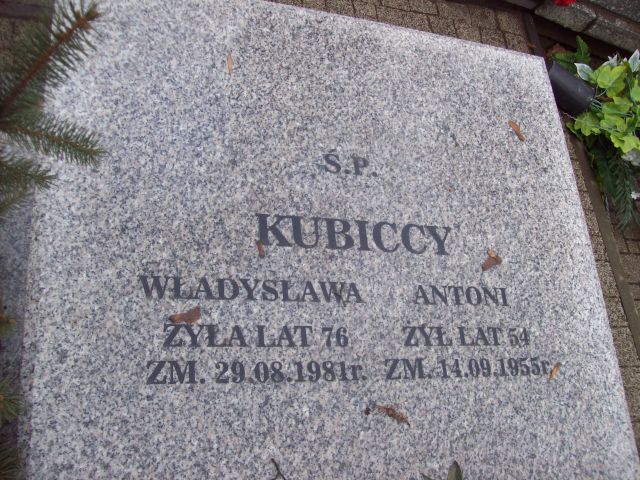 Ś.P.
KUBICCY
WŁADYSŁAWA ANTONI
ŻYŁA LAT 76 ŻYŁ LAT 54
ZM. 29.08.1981r. ZM. 14.09.1955r.